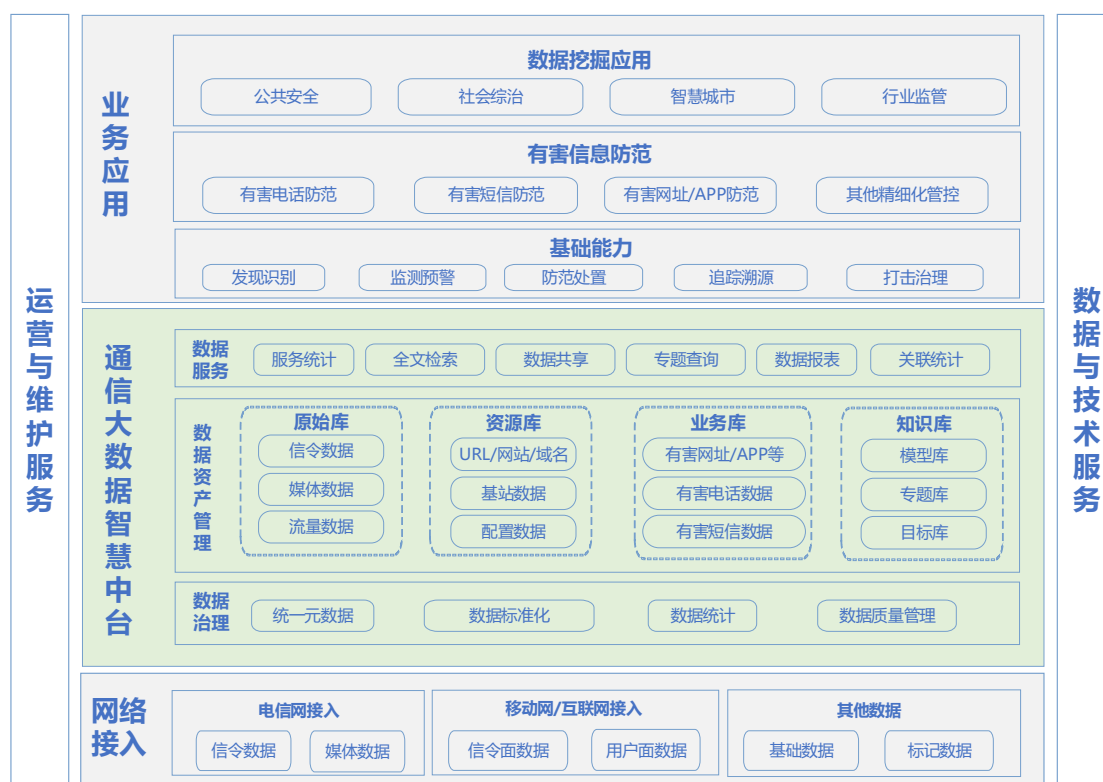 运营与维护服务
业务应用
数据挖掘应用
公共安全
社会综治
智慧城市
行业监管
有害信息防范
有害电话防范
有害短信防范
有害网址/APP防范
其他精细化管控
基础能力
发现识别
监测预警
防范处置
追踪溯源
打击治理
通信大数据智慧中台
数据
服务
服务统计
全文检索
数据共享
专题查询
数据报表
关联统计
数据资产管理
原始库
信令数据
媒体数据
流量数据
资源库
URL/网站/域名
基站数据
配置数据
业务库
有害网址/APP等
有害电话数据
有害短信数据
知识库
模型库
专题库
目标库
数据
治理
统一元数据
数据标准化
数据统计
数据质量管理
网络
接入
电信网接入
信令数据
媒体数据
移动网/互联网接入
信令面数据
用户面数据
其他数据
基础数据
标记数据
数据与技术服务